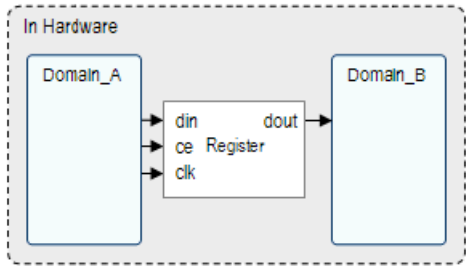 In Hardware
Domain_A
Domain_B
din dout
ce Register
clk